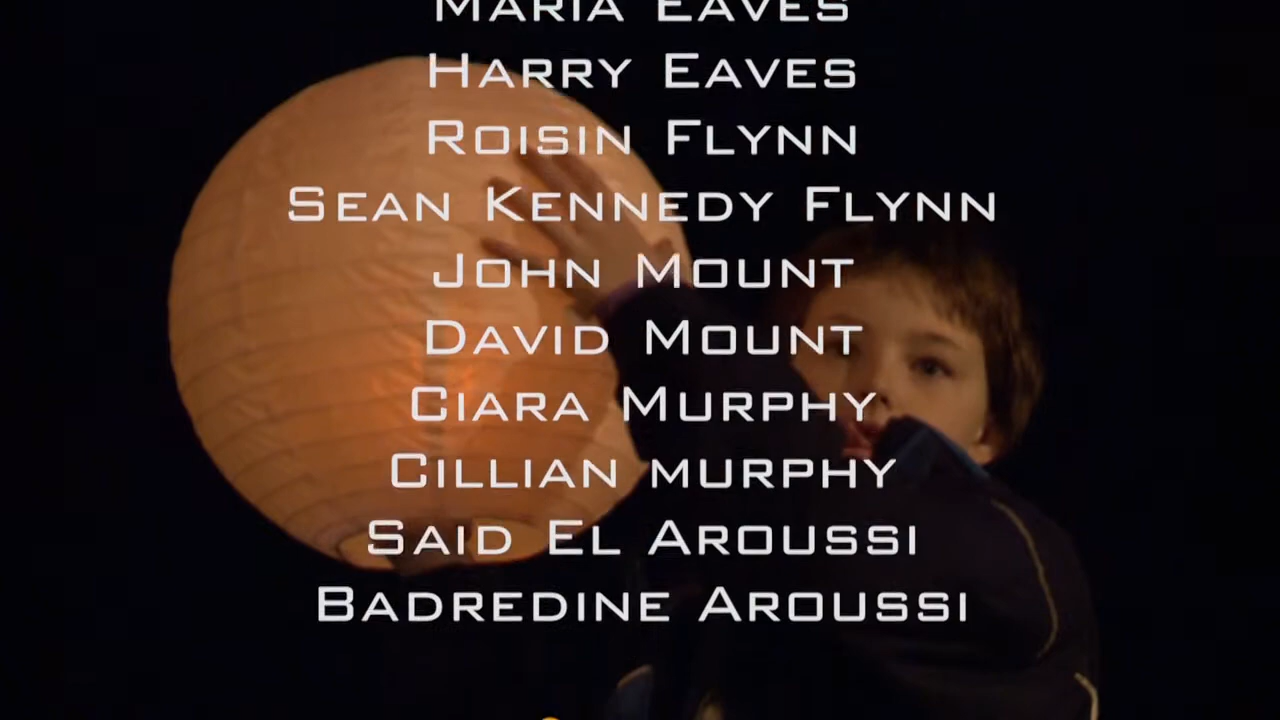 Maria Eaves
Harry Eaves
Roisin Flynn
Sean Kennedy Flynn
John Mount
David Mount
Ciara Murphy
Cillian murphy
Said El Aroussi
Badredine Aroussi